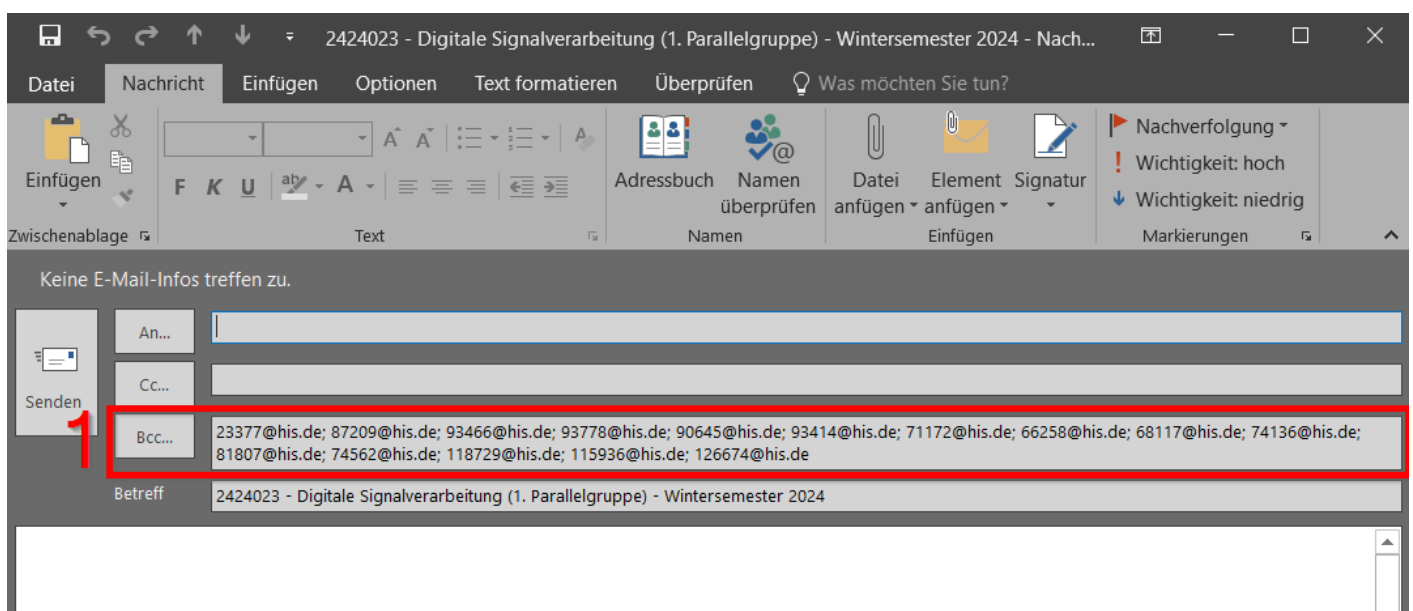 2424023 - Digitale Signalverarbeitung (1. Parallelgruppe) - Wintersemester 2024 - Nach...
Datei Nachricht Einfügen Optionen Text formatieren Überprüfen Was möchten Sie tun?
Einfügen
Zwischenablage
F K U ab A
A A A
Text
Adressbuch
Namen überprüfen
Namen
Datei anfügen
Element anfügen
Signatur
Einfügen
Nachverfolgung
! Wichtigkeit: hoch
Wichtigkeit: niedrig
Markierungen
Keine E-Mail-Infos treffen zu.
Senden
An...
Cc...
1
Bcc... 23377@his.de; 87209@his.de; 93466@his.de; 93778@his.de; 90645@his.de; 93414@his.de; 71172@his.de; 66258@his.de; 68117@his.de; 74136@his.de;
81807@his.de; 74562@his.de; 118729@his.de; 115936@his.de; 126674@his.de
Betreff 2424023 - Digitale Signalverarbeitung (1. Parallelgruppe) - Wintersemester 2024